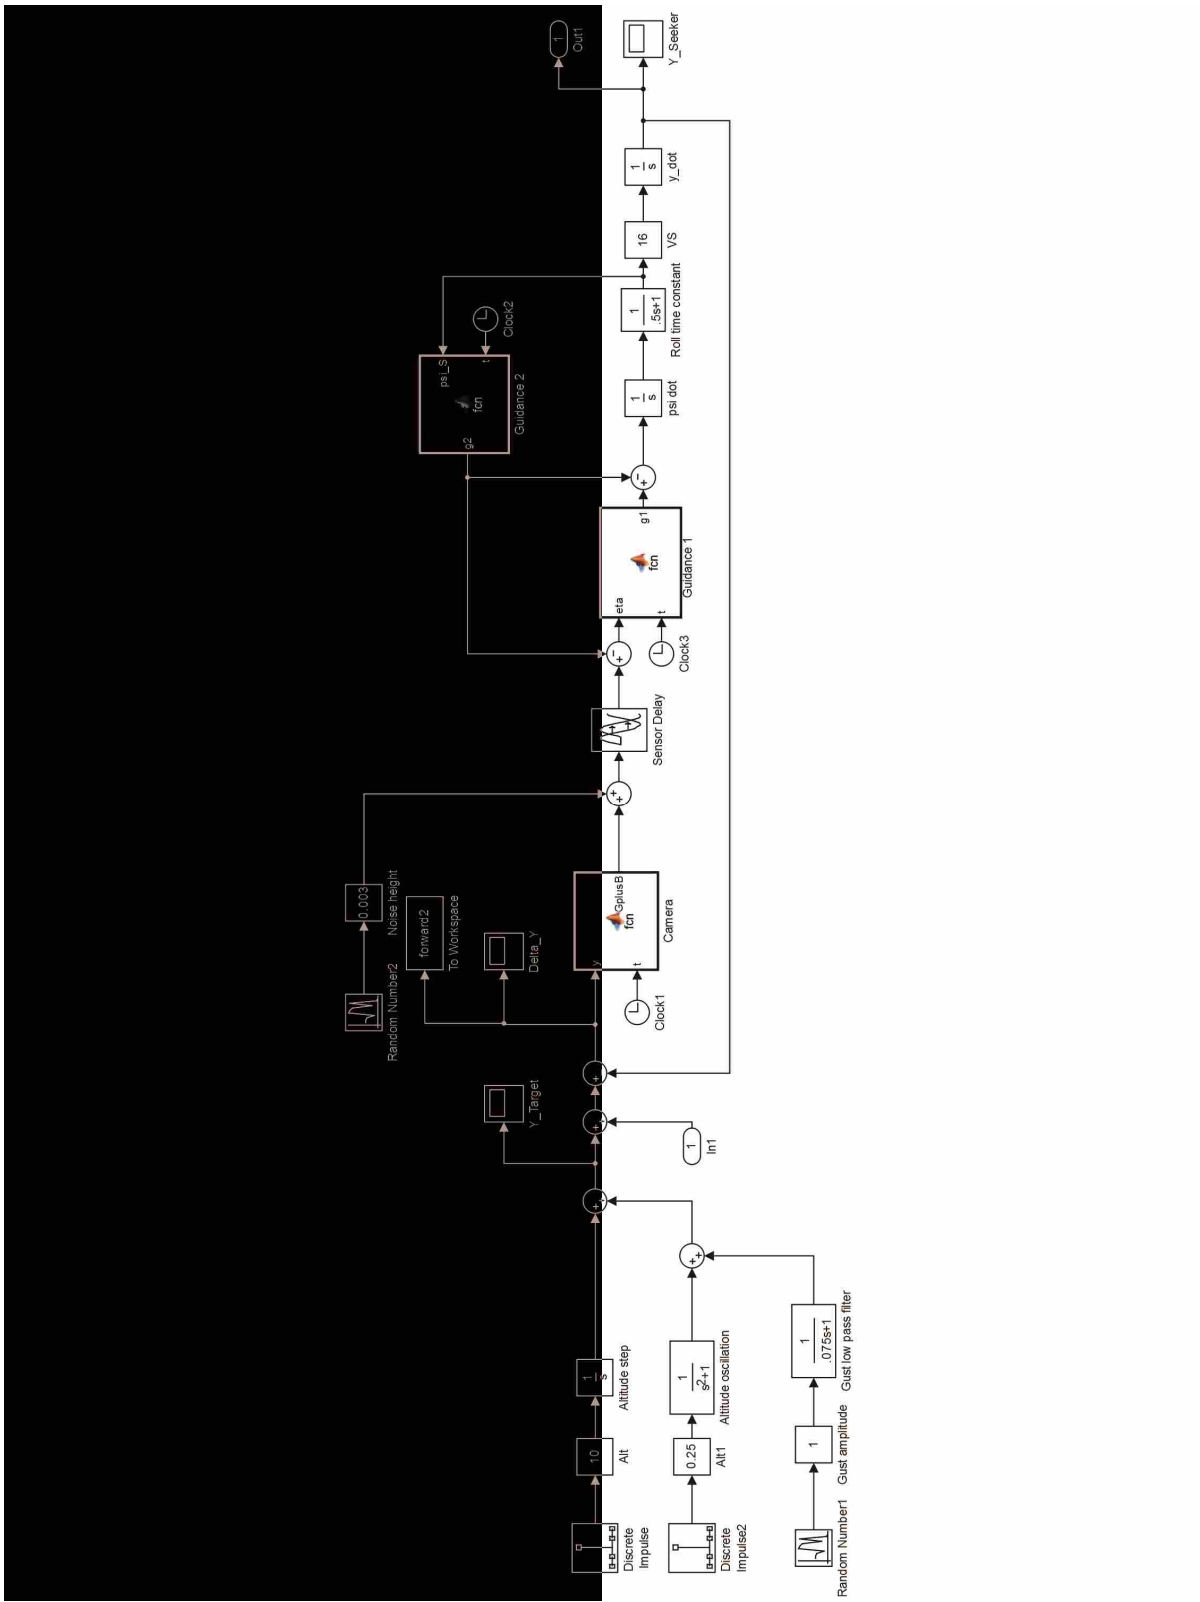 1
Out1
Y_Seeker
1
s
y_dot
16
VS
1
.5s+1
Roll time constant
1
s
psi dot
psi_S
t
fcn
g2
Guidance 2
Clock2
g1
eta
t
fcn
Guidance 1
Clock3
Sensor Delay
0.003
Noise height
Random Number2
forward2
To Workspace
Delta_Y
y
t
GplusB
fcn
Camera
Clock1
Y_Target
1
In1
1
s
Altitude step
10
Alt
Discrete
Impulse
1
s2+1
Altitude oscillation
0.25
Alt1
Discrete
Impulse2
1
.075s+1
Gust low pass filter
1
Gust amplitude
Random Number1